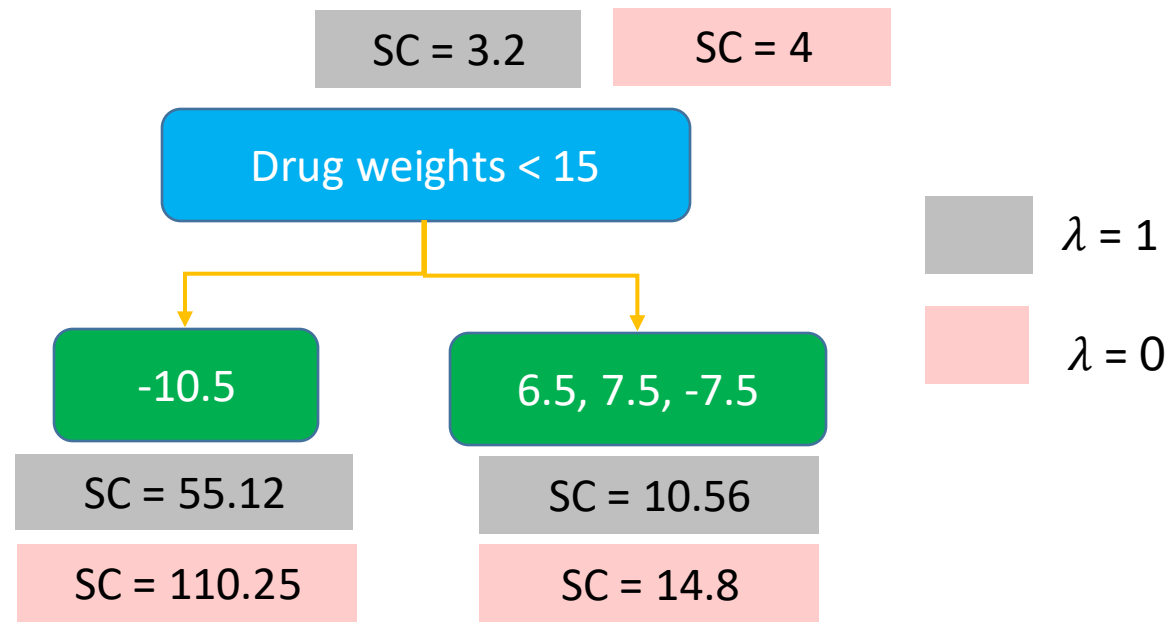 SC = 3.2
SC = 4
Drug weights < 15
λ = 1
λ = 0
-10.5
6.5, 7.5, -7.5
SC = 55.12
SC = 10.56
SC = 110.25
SC = 14.8